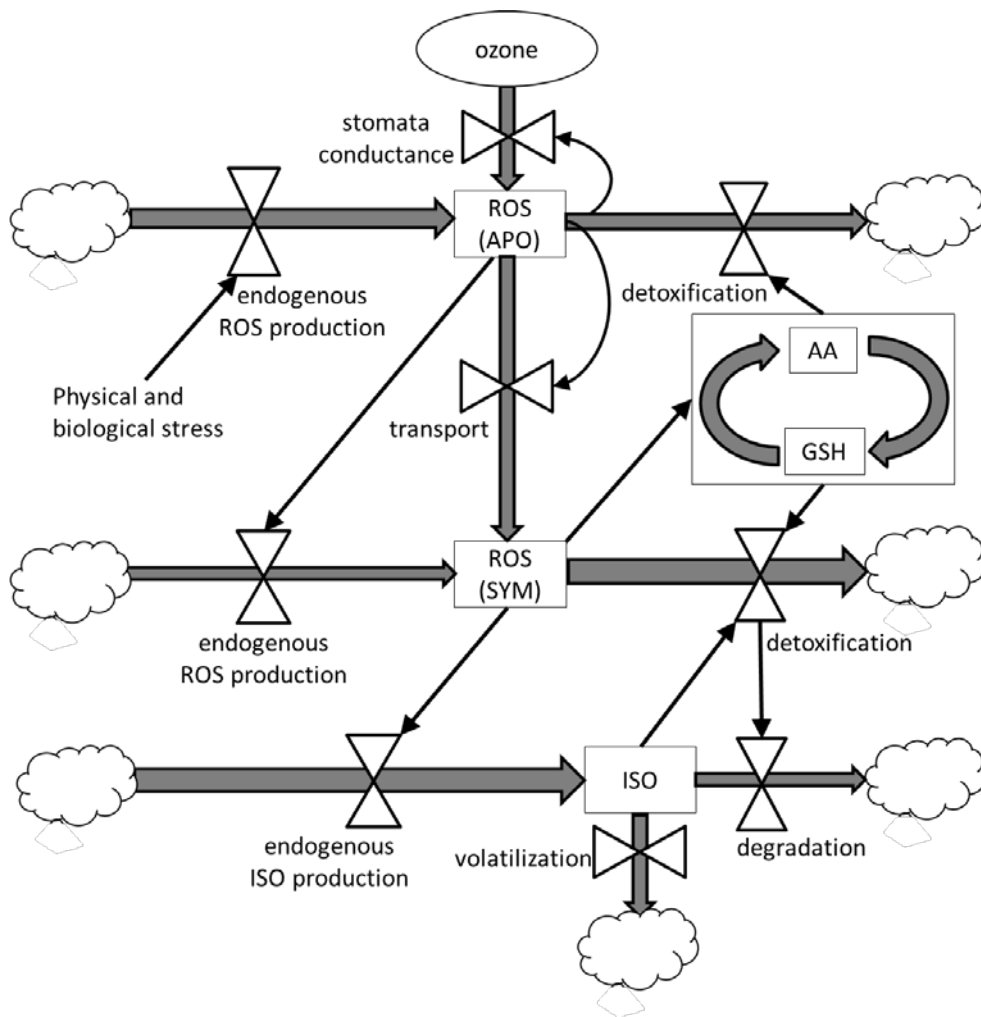 ozone
stomata
conductance
ROS
(APO)
endogenous
ROS production
detoxification
AA
Physical and
biological stress
transport
GSH
ROS
(SYM)
endogenous
ROS production
detoxification
ISO
endogenous
ISO production
volatilization
degradation